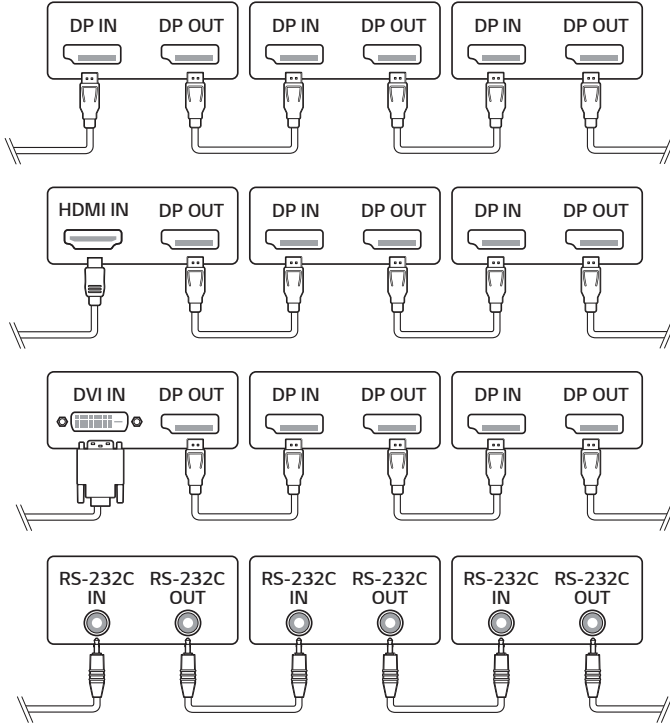 DP IN DP OUT DP IN DP OUT DP IN DP OUT
HDMI IN DP OUT DP IN DP OUT DP IN DP OUT
DVI IN DP OUT DP IN DP OUT DP IN DP OUT
RS-232C RS-232C RS-232C RS-232C RS-232C RS-232C
IN OUT IN OUT IN OUT